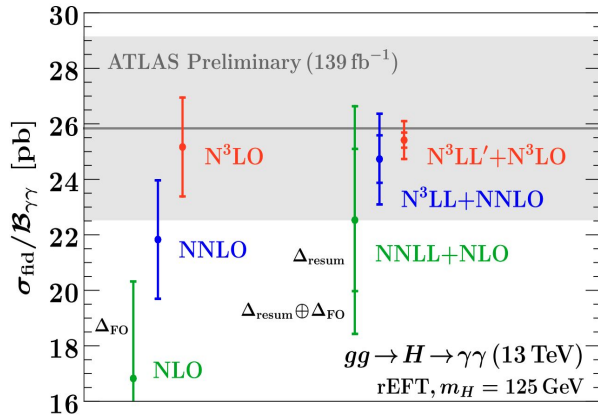 σfid/Bγγ [pb]
30
28
26
24
22
20
18
16
ATLAS Preliminary (139 fb⁻¹)
N³LO
N³LL′+N³LO
N³LL+NNLO
NNLO
Δresum
NNLL+NLO
Δresum⊕ΔFO
ΔFO
NLO
gg→H→γγ (13 TeV)
rEFT, mH = 125 GeV